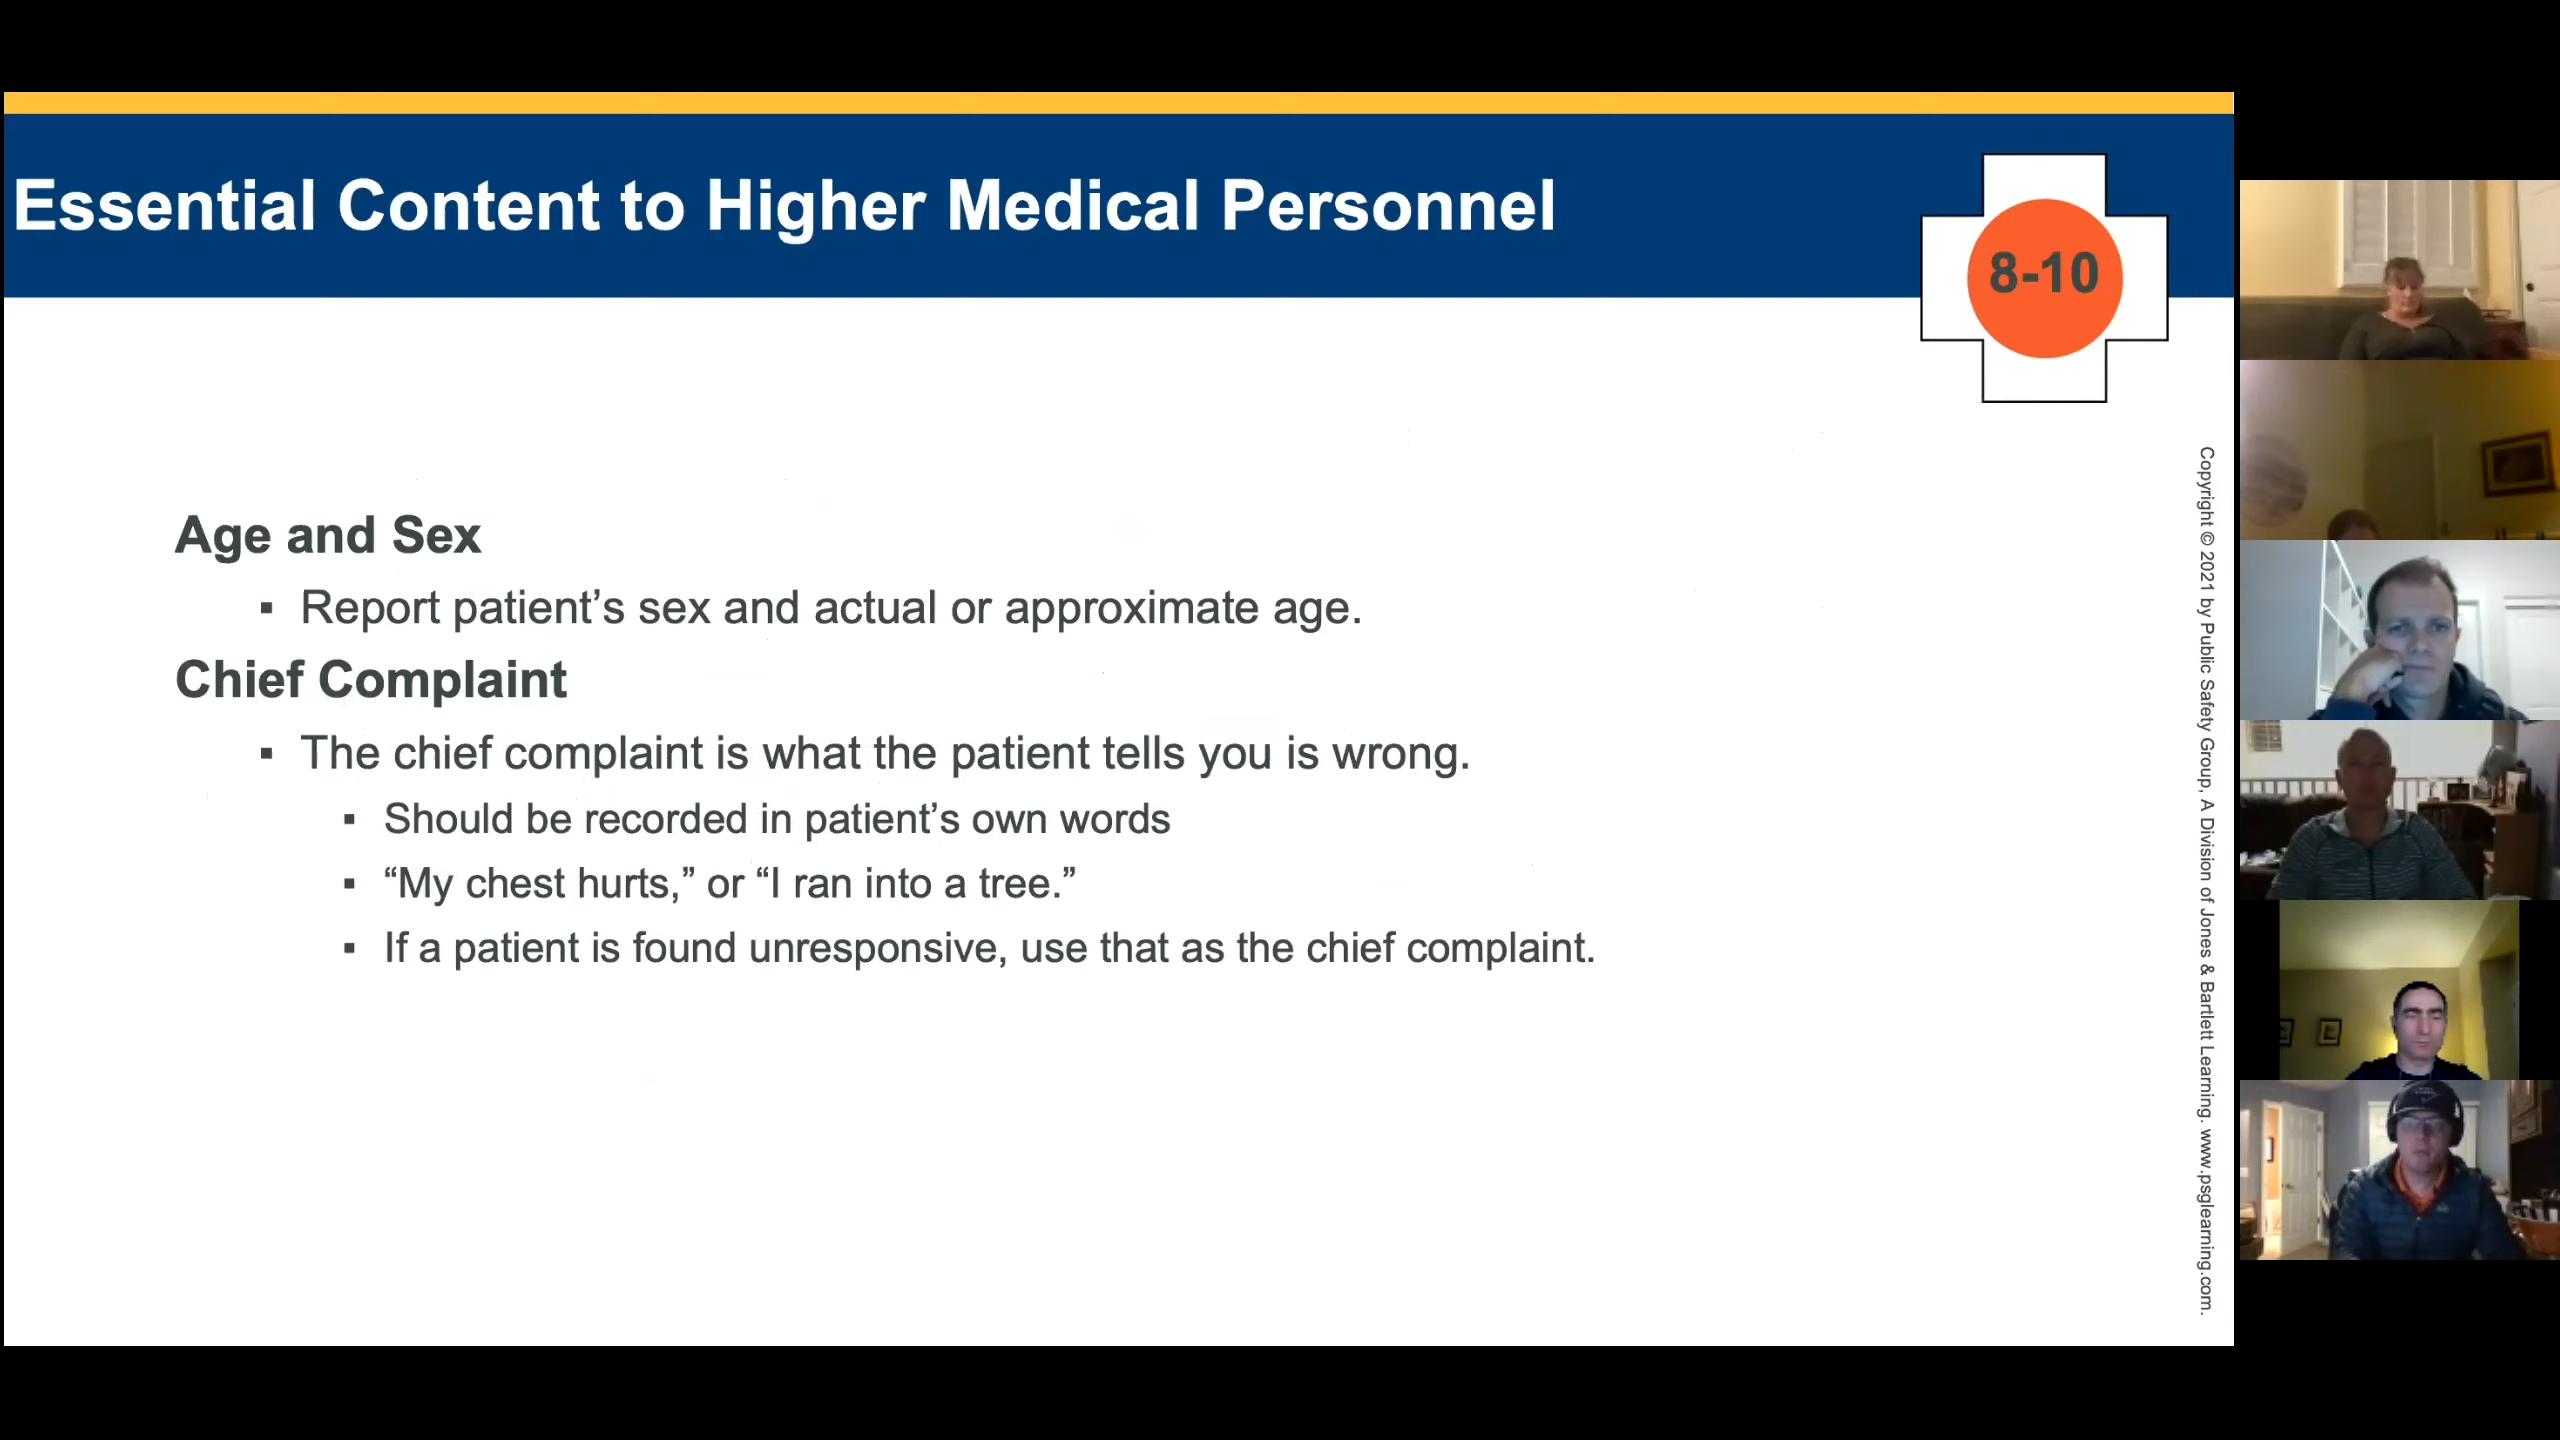 Essential Content to Higher Medical Personnel
8-10
Age and Sex
▪ Report patient’s sex and actual or approximate age.
Chief Complaint
▪ The chief complaint is what the patient tells you is wrong.
▪ Should be recorded in patient’s own words
▪ “My chest hurts,” or “I ran into a tree.”
▪ If a patient is found unresponsive, use that as the chief complaint.
Copyright © 2021 by Public Safety Group, A Division of Jones & Bartlett Learning. www.psglearning.com.